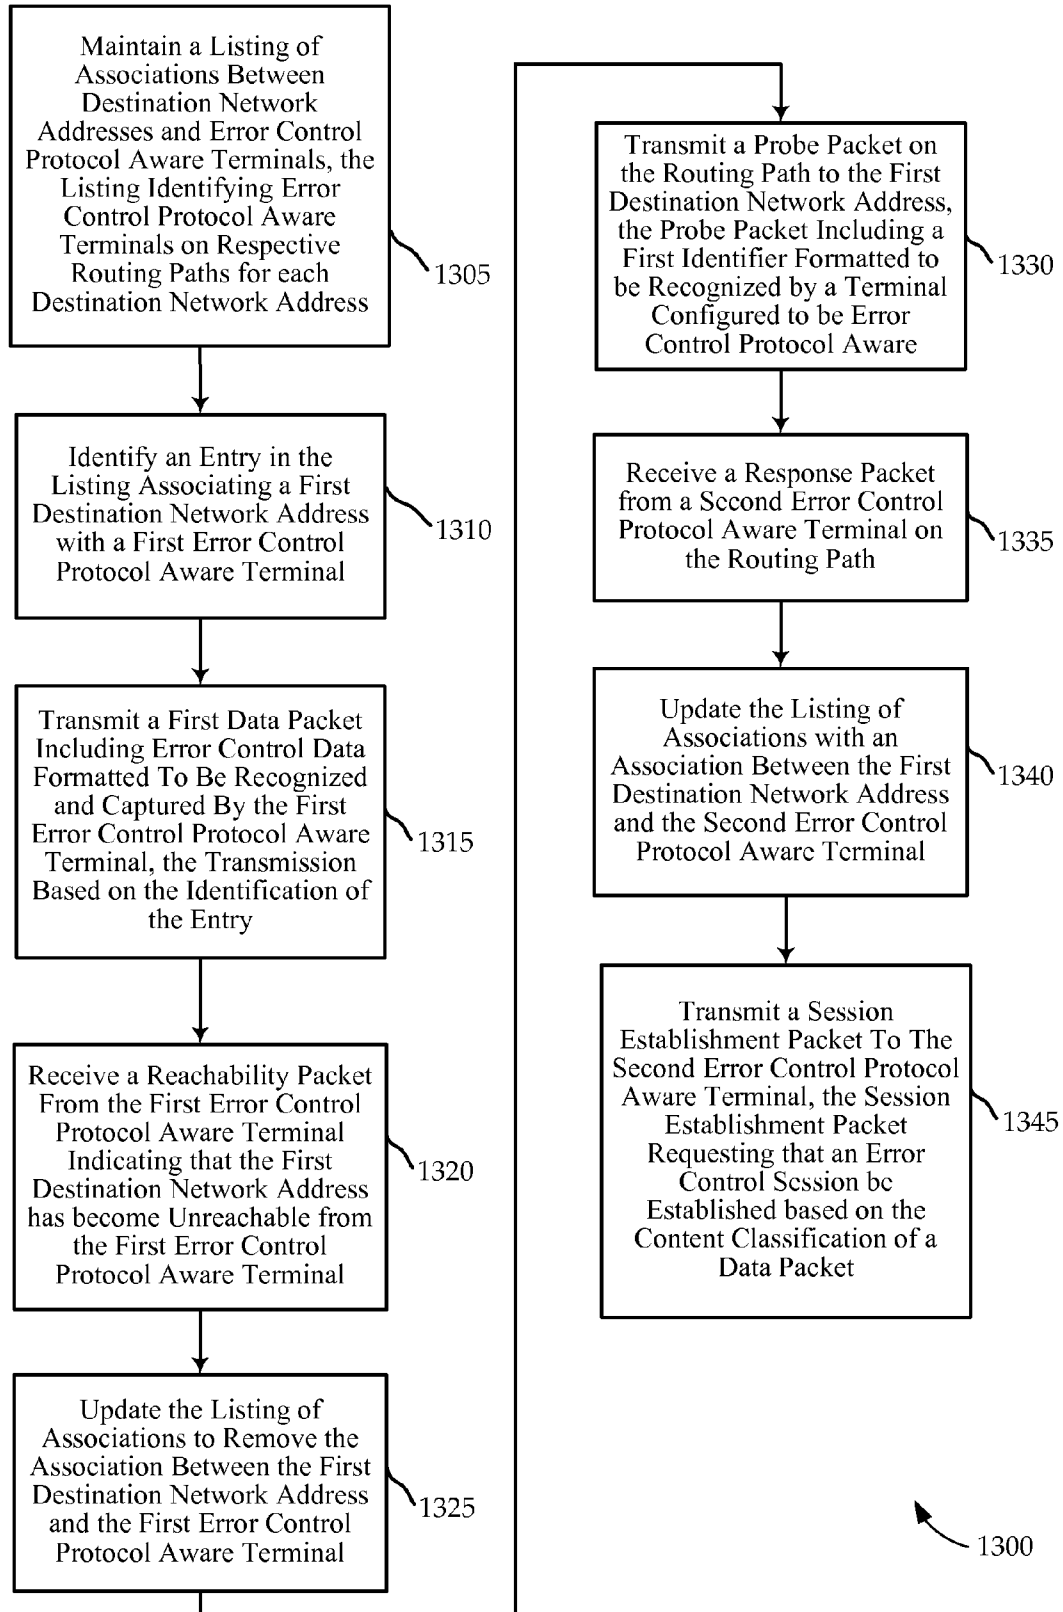 Maintain a Listing of
Associations Between
Destination Network
Addresses and Error Control
Protocol Aware Terminals, the
Listing Identifying Error
Control Protocol Aware
Terminals on Respective
Routing Paths for each
Destination Network Address
1305
Identify an Entry in the
Listing Associating a First
Destination Network Address
with a First Error Control
Protocol Aware Terminal
1310
Transmit a First Data Packet
Including Error Control Data
Formatted To Be Recognized
and Captured By the First
Error Control Protocol Aware
Terminal, the Transmission
Based on the Identification of
the Entry
1315
Receive a Reachability Packet
From the First Error Control
Protocol Aware Terminal
Indicating that the First
Destination Network Address
has become Unreachable from
the First Error Control
Protocol Aware Terminal
1320
Update the Listing of
Associations to Remove the
Association Between the First
Destination Network Address
and the First Error Control
Protocol Aware Terminal
1325
Transmit a Probe Packet on
the Routing Path to the First
Destination Network Address,
the Probe Packet Including a
First Identifier Formatted to
be Recognized by a Terminal
Configured to be Error
Control Protocol Aware
1330
Receive a Response Packet
from a Second Error Control
Protocol Aware Terminal on
the Routing Path
1335
Update the Listing of
Associations with an
Association Between the First
Destination Network Address
and the Second Error Control
Protocol Aware Terminal
1340
Transmit a Session
Establishment Packet To The
Second Error Control Protocol
Aware Terminal, the Session
Establishment Packet
Requesting that an Error
Control Session be
Established based on the
Content Classification of a
Data Packet
1345
1300